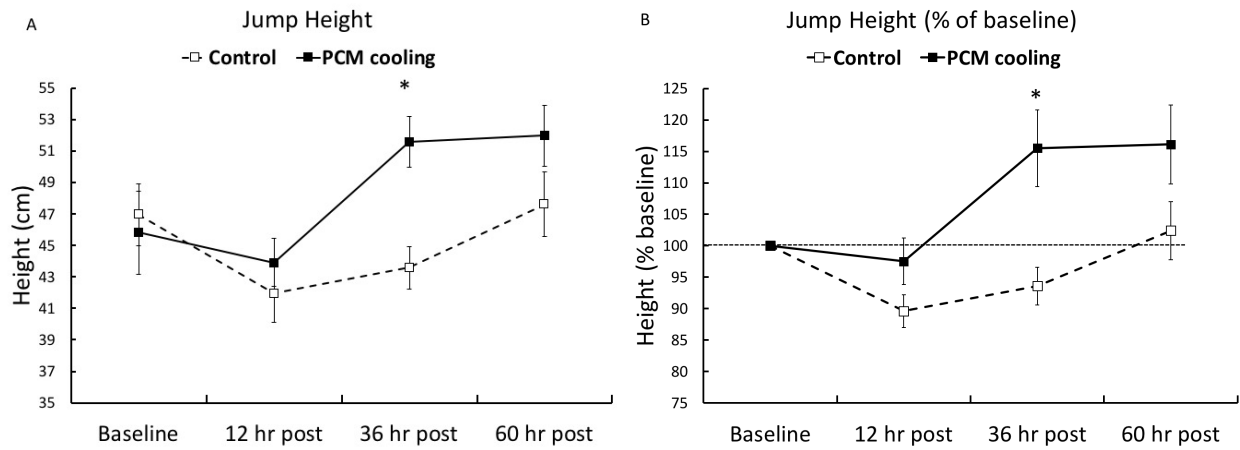 A
Jump Height
Control PCM cooling
*
Height (cm)
55
53
51
49
47
45
43
41
39
37
35
Baseline 12 hr post 36 hr post 60 hr post
B
Jump Height (% of baseline)
Control PCM cooling
*
Height (% baseline)
125
120
115
110
105
100
95
90
85
80
75
Baseline 12 hr post 36 hr post 60 hr post